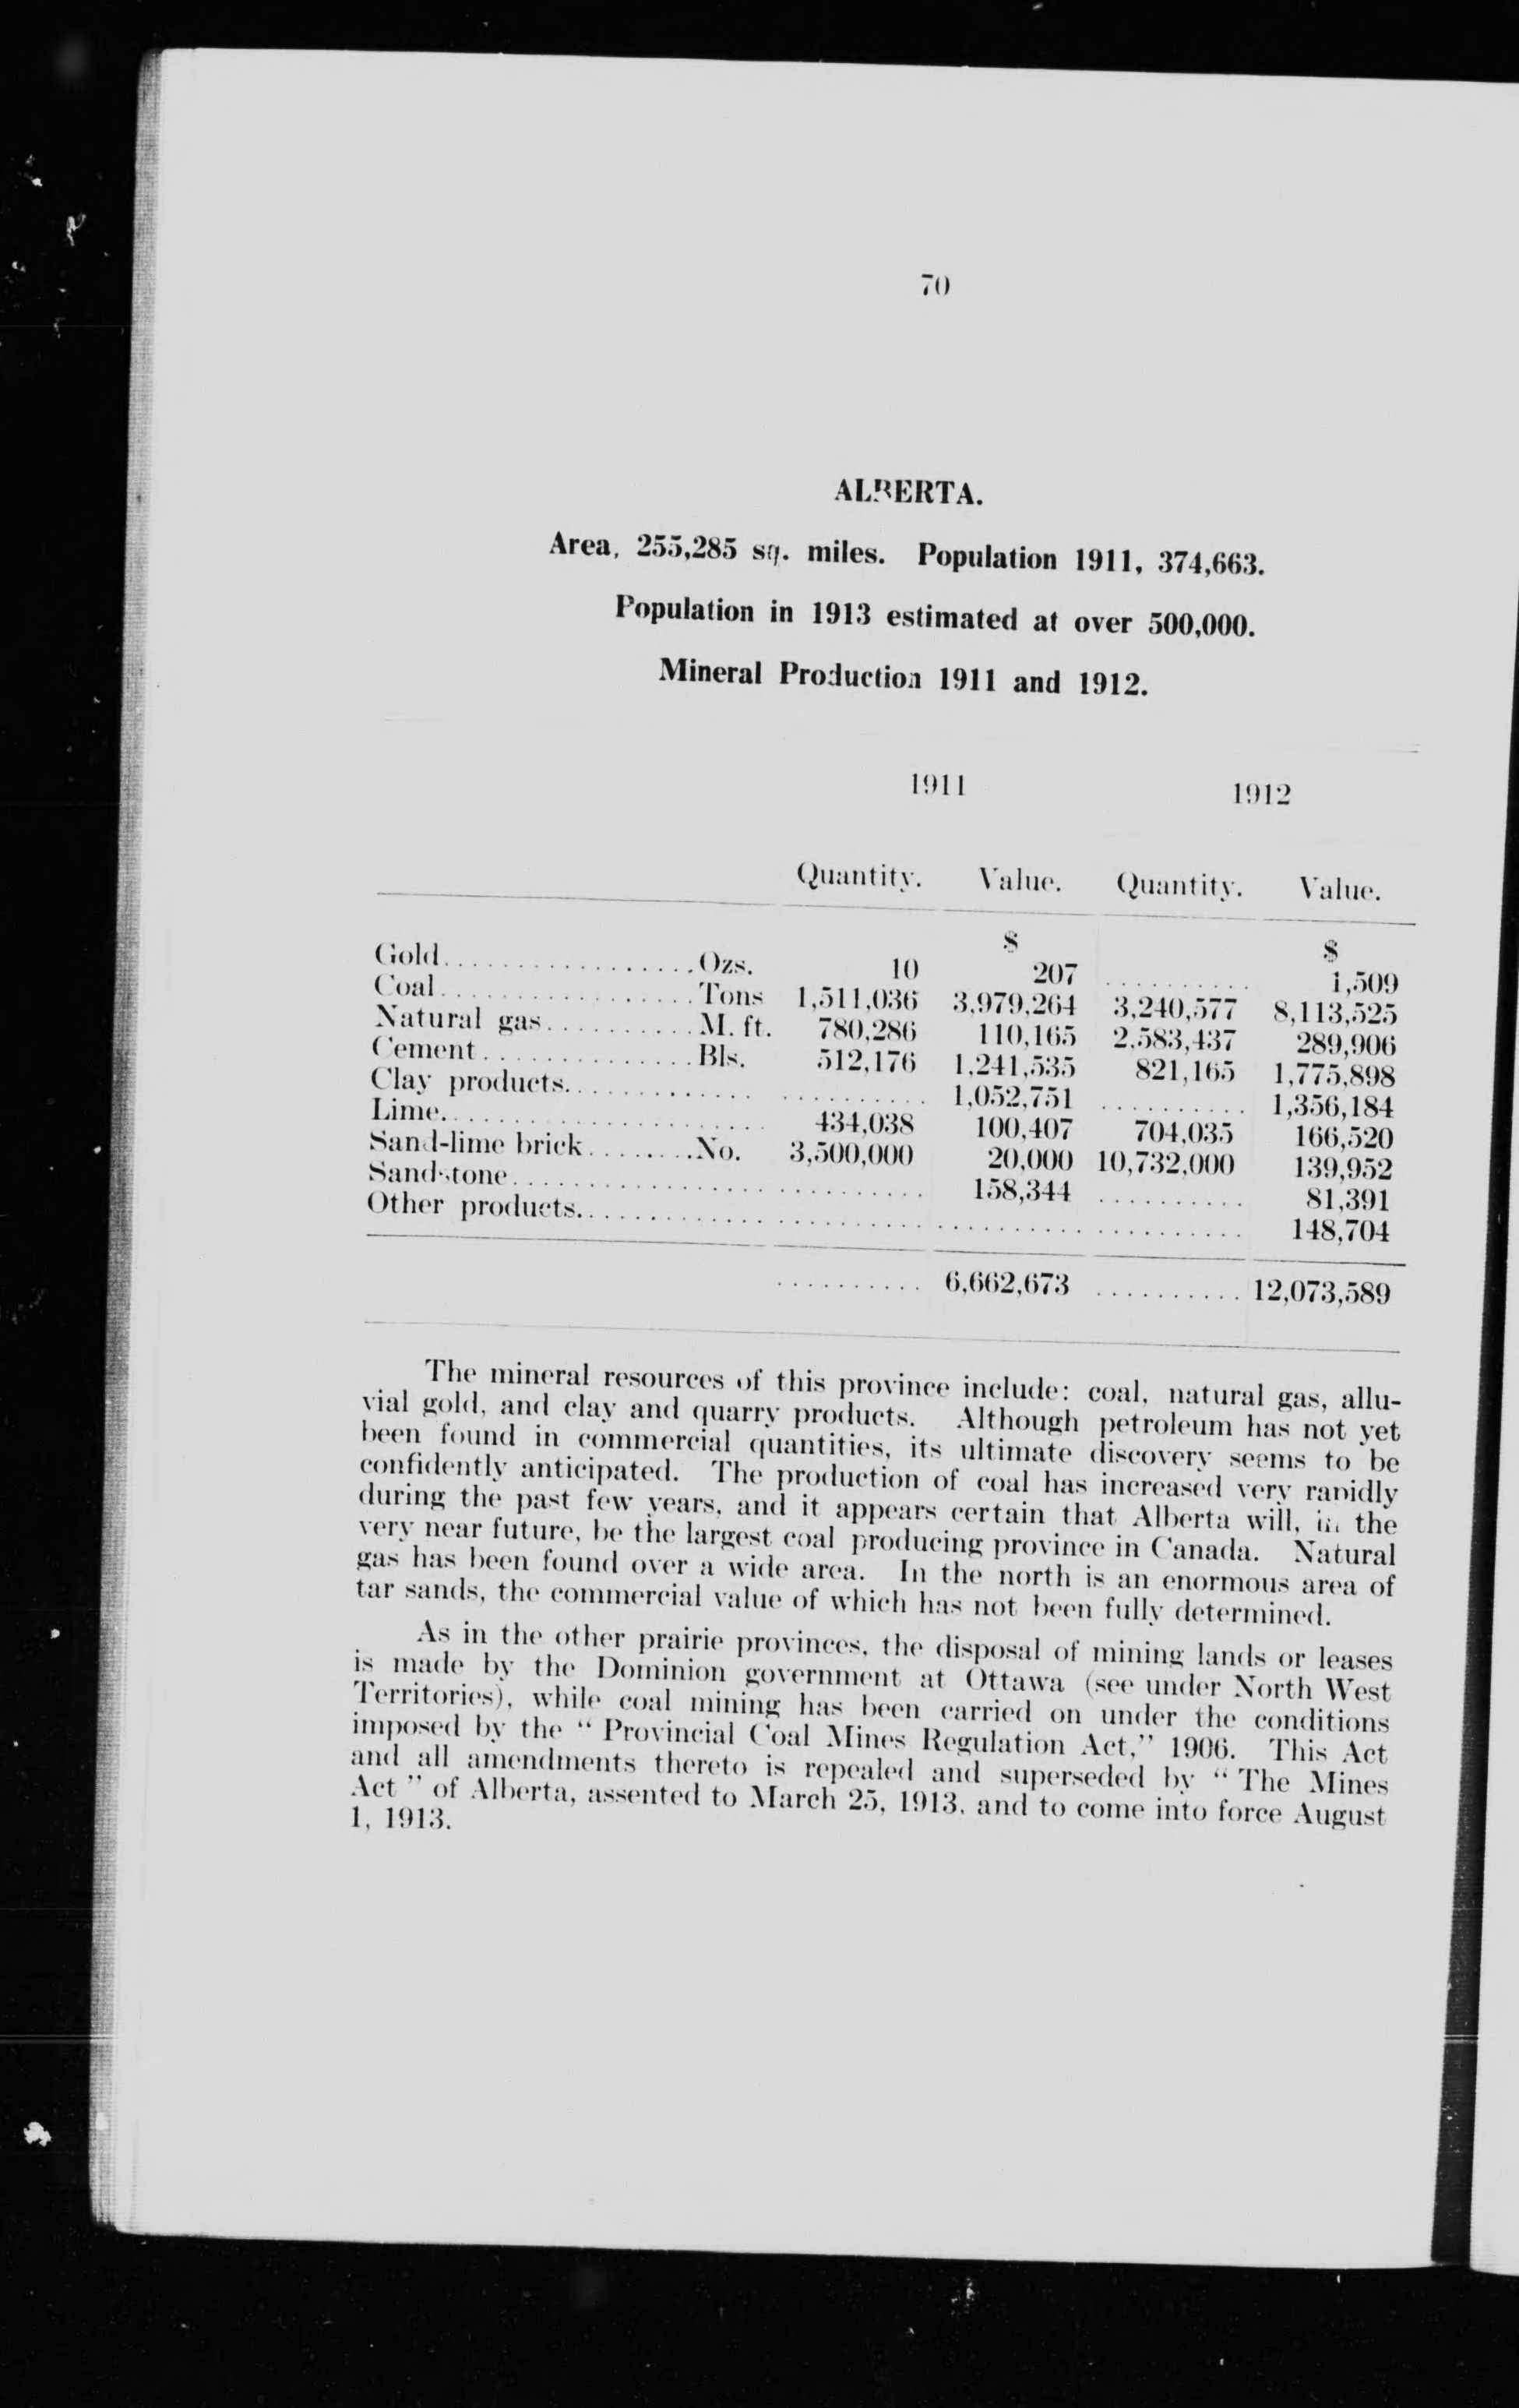 70
ALBERTA.
Area, 255,285 sq. miles. Population 1911, 374,663.
Population in 1913 estimated at over 500,000.
Mineral Production 1911 and 1912.
1911 1912
Quantity. Value. Quantity. Value.
$ $
Gold.................Ozs. 10 207 .......... 1,509
Coal.................Tons 1,511,036 3,979,264 3,240,577 8,113,525
Natural gas..........M. ft. 780,286 110,165 2,583,437 289,906
Cement..............Bls. 512,176 1,241,535 821,165 1,775,898
Clay products............. .......... 1,052,751 .......... 1,356,184
Lime...................... 434,038 100,407 704,035 166,520
Sand-lime brick........No. 3,500,000 20,000 10,732,000 139,952
Sandstone.......................... 158,344 .......... 81,391
Other products............................................. 148,704
.......... 6,662,673 .......... 12,073,589
The mineral resources of this province include: coal, natural gas, allu-
vial gold, and clay and quarry products. Although petroleum has not yet
been found in commercial quantities, its ultimate discovery seems to be
confidently anticipated. The production of coal has increased very rapidly
during the past few years, and it appears certain that Alberta will, in the
very near future, be the largest coal producing province in Canada. Natural
gas has been found over a wide area. In the north is an enormous area of
tar sands, the commercial value of which has not been fully determined.
As in the other prairie provinces, the disposal of mining lands or leases
is made by the Dominion government at Ottawa (see under North West
Territories), while coal mining has been carried on under the conditions
imposed by the “ Provincial Coal Mines Regulation Act,” 1906. This Act
and all amendments thereto is repealed and superseded by “ The Mines
Act ” of Alberta, assented to March 25, 1913, and to come into force August
1, 1913.